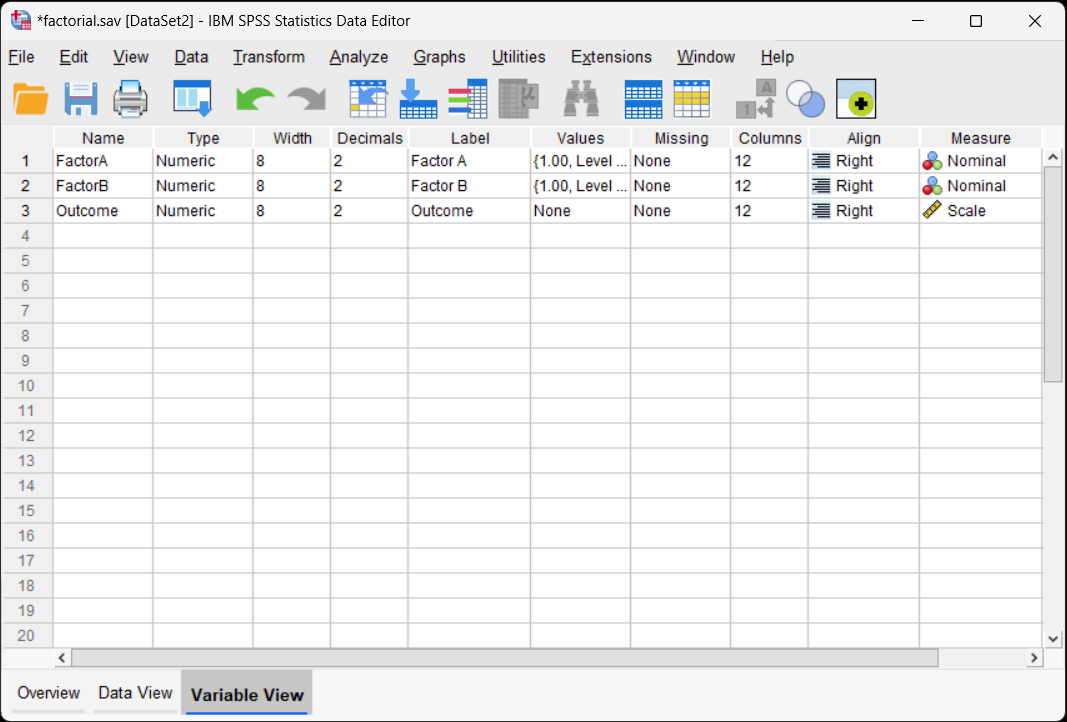 *factorial.sav [DataSet2] - IBM SPSS Statistics Data Editor
File Edit View Data Transform Analyze Graphs Utilities Extensions Window Help
A
µ
1
Name Type Width Decimals Label Values Missing Columns Align Measure
1 FactorA Numeric 8 2 Factor A {1.00, Level ... None 12 Right Nominal
2 FactorB Numeric 8 2 Factor B {1.00, Level ... None 12 Right Nominal
3 Outcome Numeric 8 2 Outcome None None 12 Right Scale
4
5
6
7
8
9
10
11
12
13
14
15
16
17
18
19
20
Overview Data View Variable View